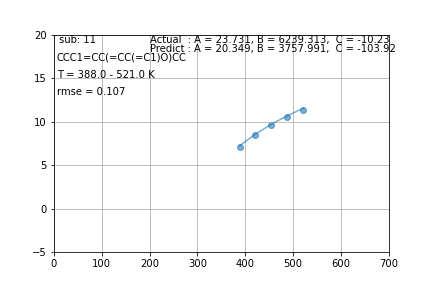 sub: 11
Actual : A = 23.731, B = 6239.313, C = -10.23
Predict : A = 20.349, B = 3757.991, C = -103.92
CCC1=CC(=CC(=C1)O)CC
T = 388.0 - 521.0 K
rmse = 0.107
20
15
10
5
0
−5
0 100 200 300 400 500 600 700